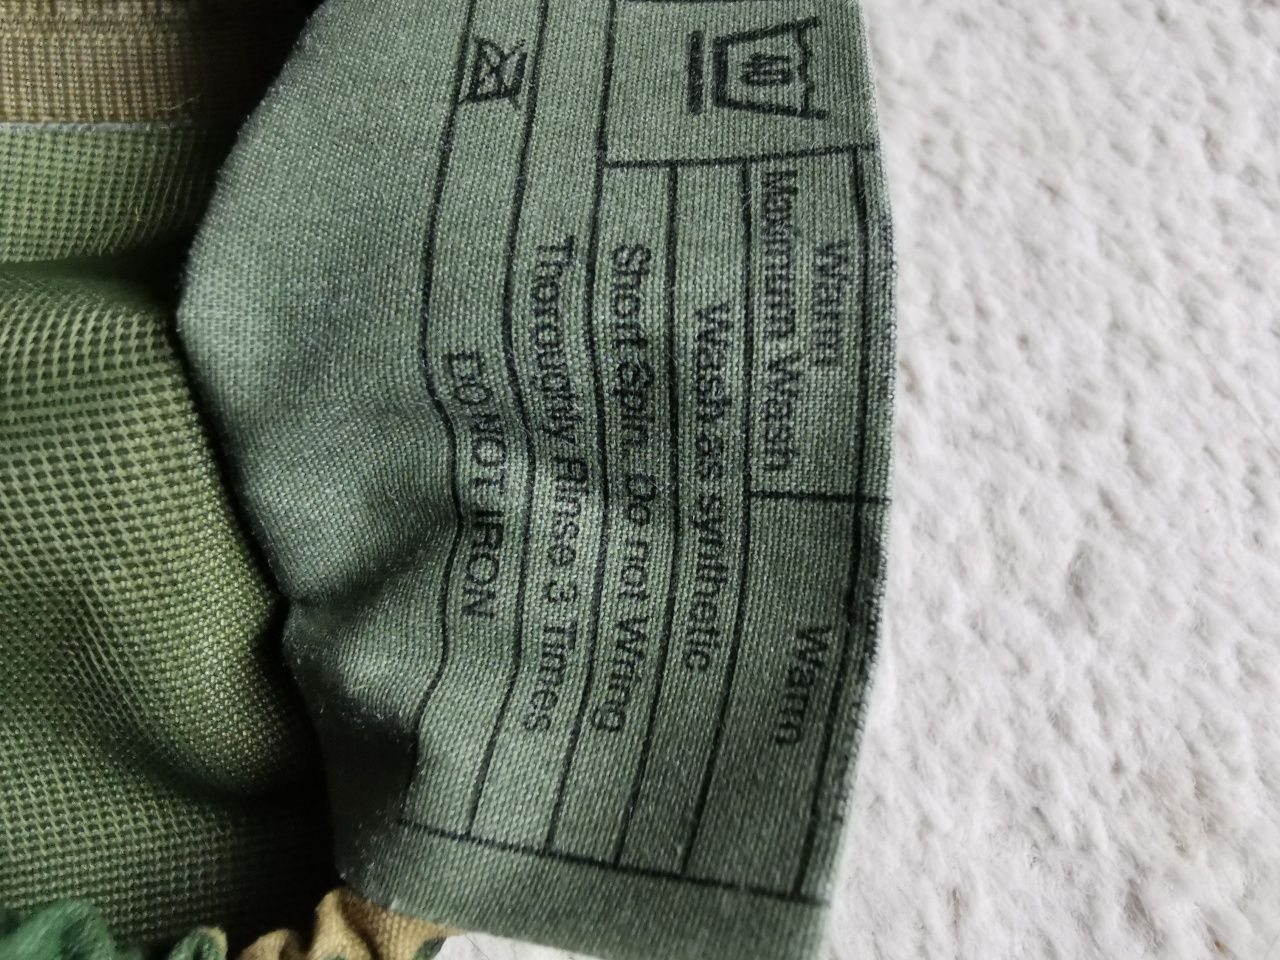 40
Warm
Maximum Wash
Warm
Wash as synthetic
Short Spin. Do not Wring
Thoroughly Rinse 3 Times
DO NOT IRON